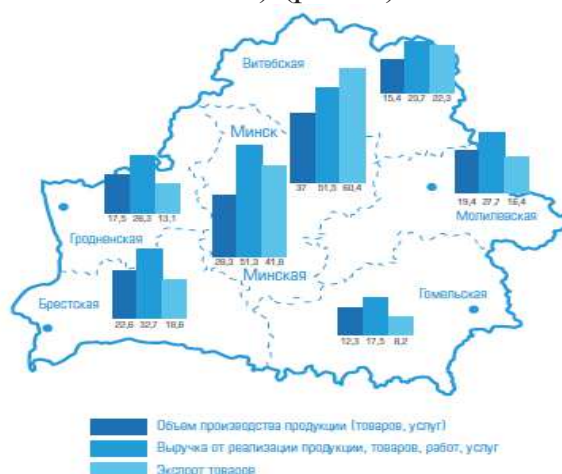 Витебская
15,4 23,7 22,3
Минск
37 51,5 60,4
19,4 27,7 16,4
Молилевская
17,5 26,3 13,1
Гродненская
28,3 51,3 41,6
Минская
22,6 32,7 18,6
Брестская
Гомельская
12,3 17,5 8,2
Объем производства продукции (товаров, услуг)
Выручка от реализации продукции, товаров, работ, услуг
Экспорт товаров